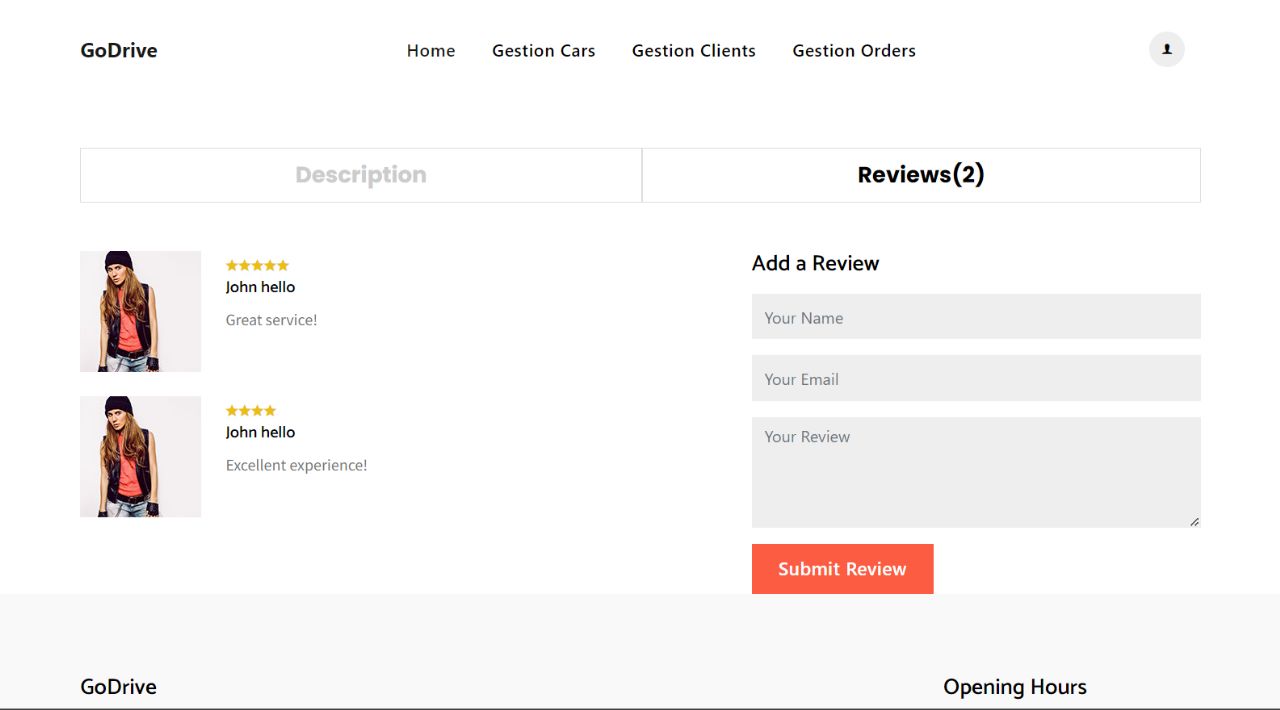 GoDrive
Home Gestion Cars Gestion Clients Gestion Orders
Description
Reviews(2)
John hello
Great service!
John hello
Excellent experience!
Add a Review
Your Name
Your Email
Your Review
Submit Review
GoDrive
Opening Hours